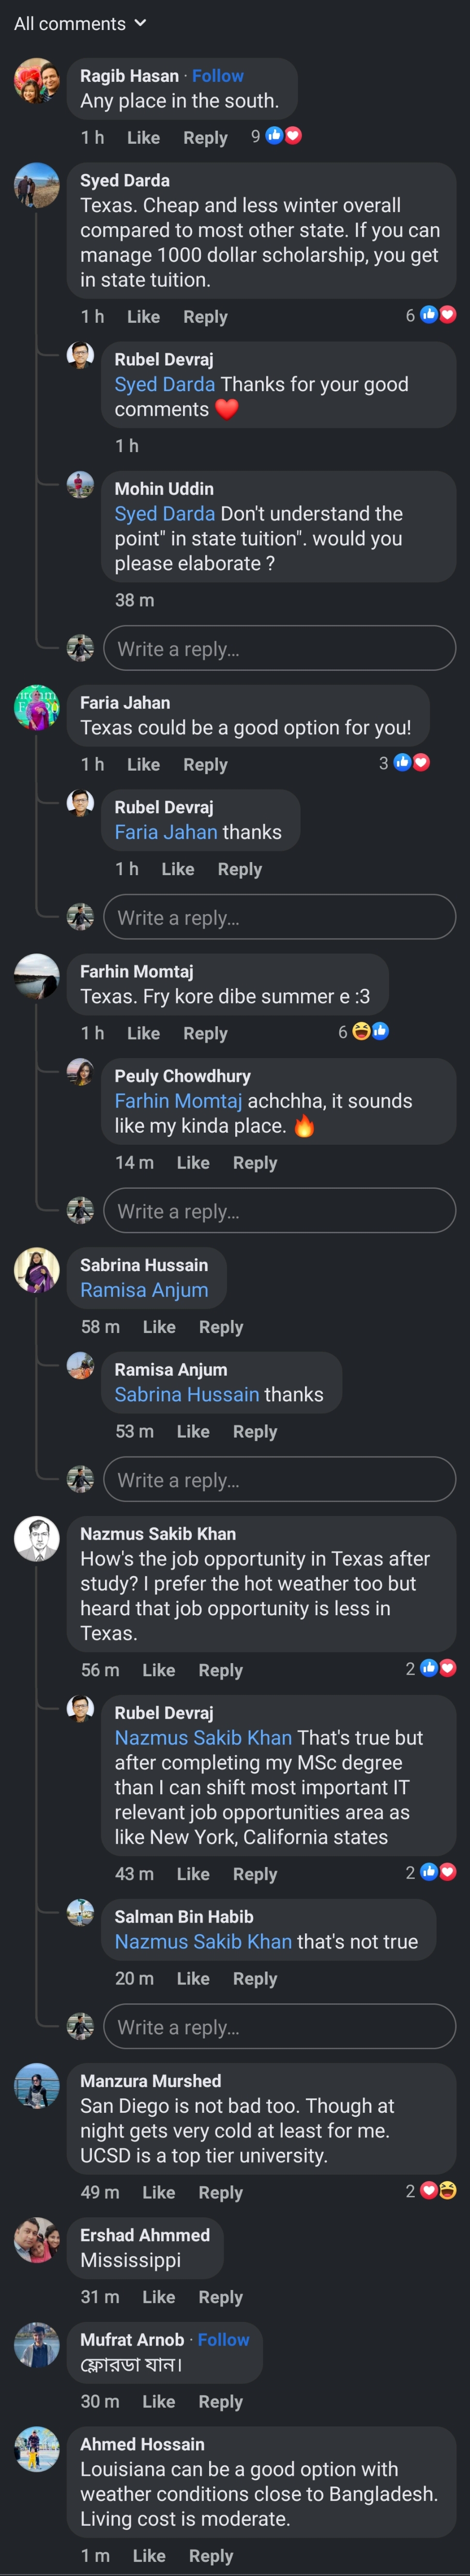 All comments
Ragib Hasan · Follow
Any place in the south.
1 h Like Reply 9
Syed Darda
Texas. Cheap and less winter overall
compared to most other state. If you can
manage 1000 dollar scholarship, you get
in state tuition.
1 h Like Reply 6
Rubel Devraj
Syed Darda Thanks for your good
comments ❤️
1 h
Mohin Uddin
Syed Darda Don't understand the
point" in state tuition". would you
please elaborate ?
38 m
Write a reply...
Faria Jahan
Texas could be a good option for you!
1 h Like Reply 3
Rubel Devraj
Faria Jahan thanks
1 h Like Reply
Write a reply...
Farhin Momtaj
Texas. Fry kore dibe summer e :3
1 h Like Reply 6
Peuly Chowdhury
Farhin Momtaj achchha, it sounds
like my kinda place. 🔥
14 m Like Reply
Write a reply...
Sabrina Hussain
Ramisa Anjum
58 m Like Reply
Ramisa Anjum
Sabrina Hussain thanks
53 m Like Reply
Write a reply...
Nazmus Sakib Khan
How's the job opportunity in Texas after
study? I prefer the hot weather too but
heard that job opportunity is less in
Texas.
56 m Like Reply 2
Rubel Devraj
Nazmus Sakib Khan That's true but
after completing my MSc degree
than I can shift most important IT
relevant job opportunities area as
like New York, California states
43 m Like Reply 2
Salman Bin Habib
Nazmus Sakib Khan that's not true
20 m Like Reply
Write a reply...
Manzura Murshed
San Diego is not bad too. Though at
night gets very cold at least for me.
UCSD is a top tier university.
49 m Like Reply 2
Ershad Ahmmed
Mississippi
31 m Like Reply
Mufrat Arnob · Follow
ফ্লোরিডা যান।
30 m Like Reply
Ahmed Hossain
Louisiana can be a good option with
weather conditions close to Bangladesh.
Living cost is moderate.
1 m Like Reply